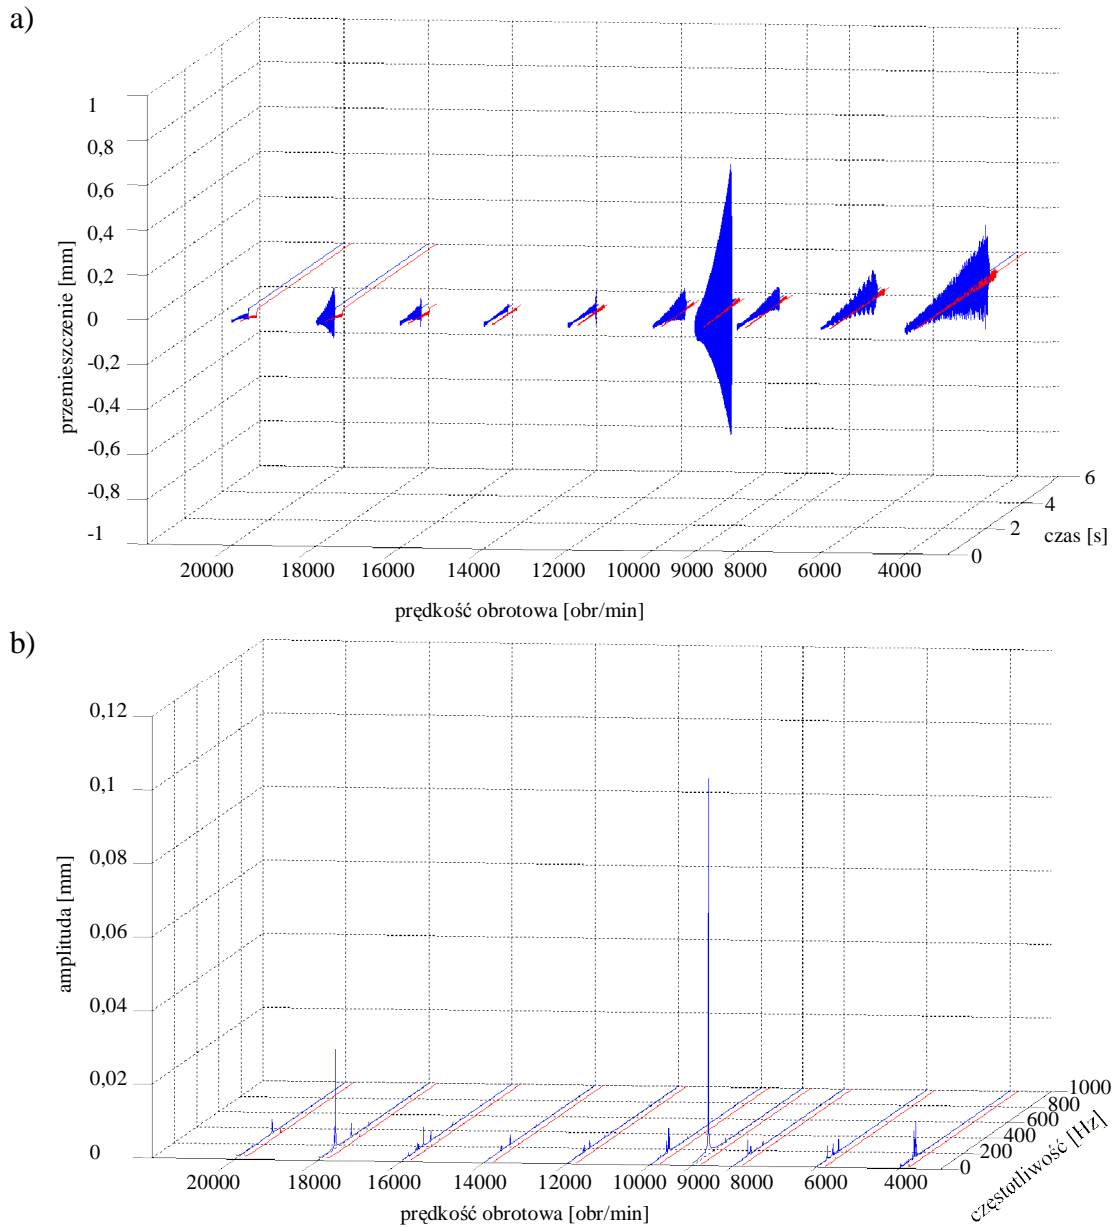 a)
1
0,8
0,6
0,4
0,2
0
-0,2
-0,4
-0,6
-0,8
-1
przemieszczenie [mm]
20000 18000 16000 14000 12000 10000 9000 8000 6000 4000
prędkość obrotowa [obr/min]
0 2 4 6
czas [s]
b)
0,12
0,1
0,08
0,06
0,04
0,02
0
amplituda [mm]
20000 18000 16000 14000 12000 10000 9000 8000 6000 4000
prędkość obrotowa [obr/min]
0 200 400 600 800 1000
częstotliwość [Hz]